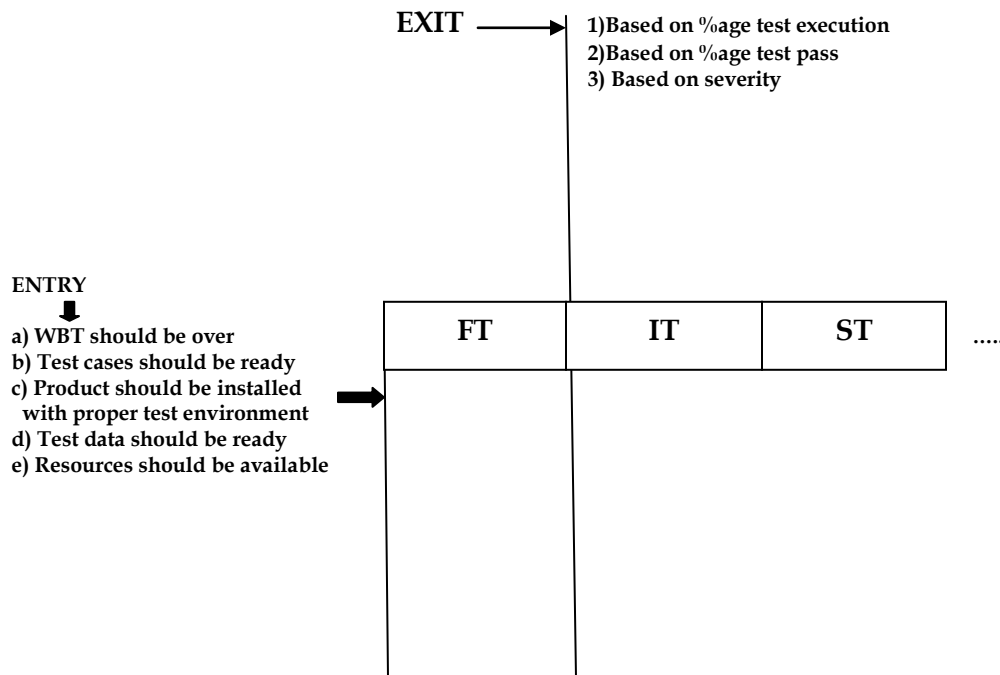 EXIT
1)Based on %age test execution
2)Based on %age test pass
3) Based on severity
ENTRY
a) WBT should be over
b) Test cases should be ready
c) Product should be installed
with proper test environment
d) Test data should be ready
e) Resources should be available
FT
IT
ST
.....